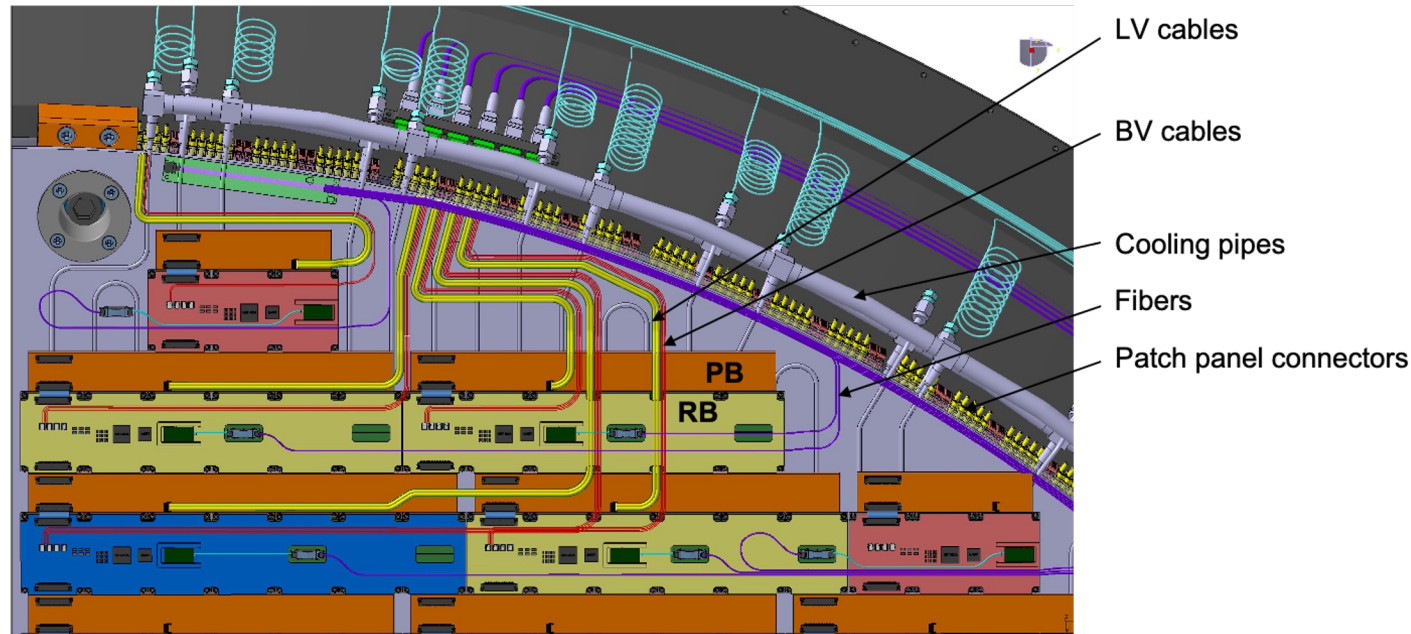 LV cables
BV cables
Cooling pipes
Fibers
Patch panel connectors
PB
RB